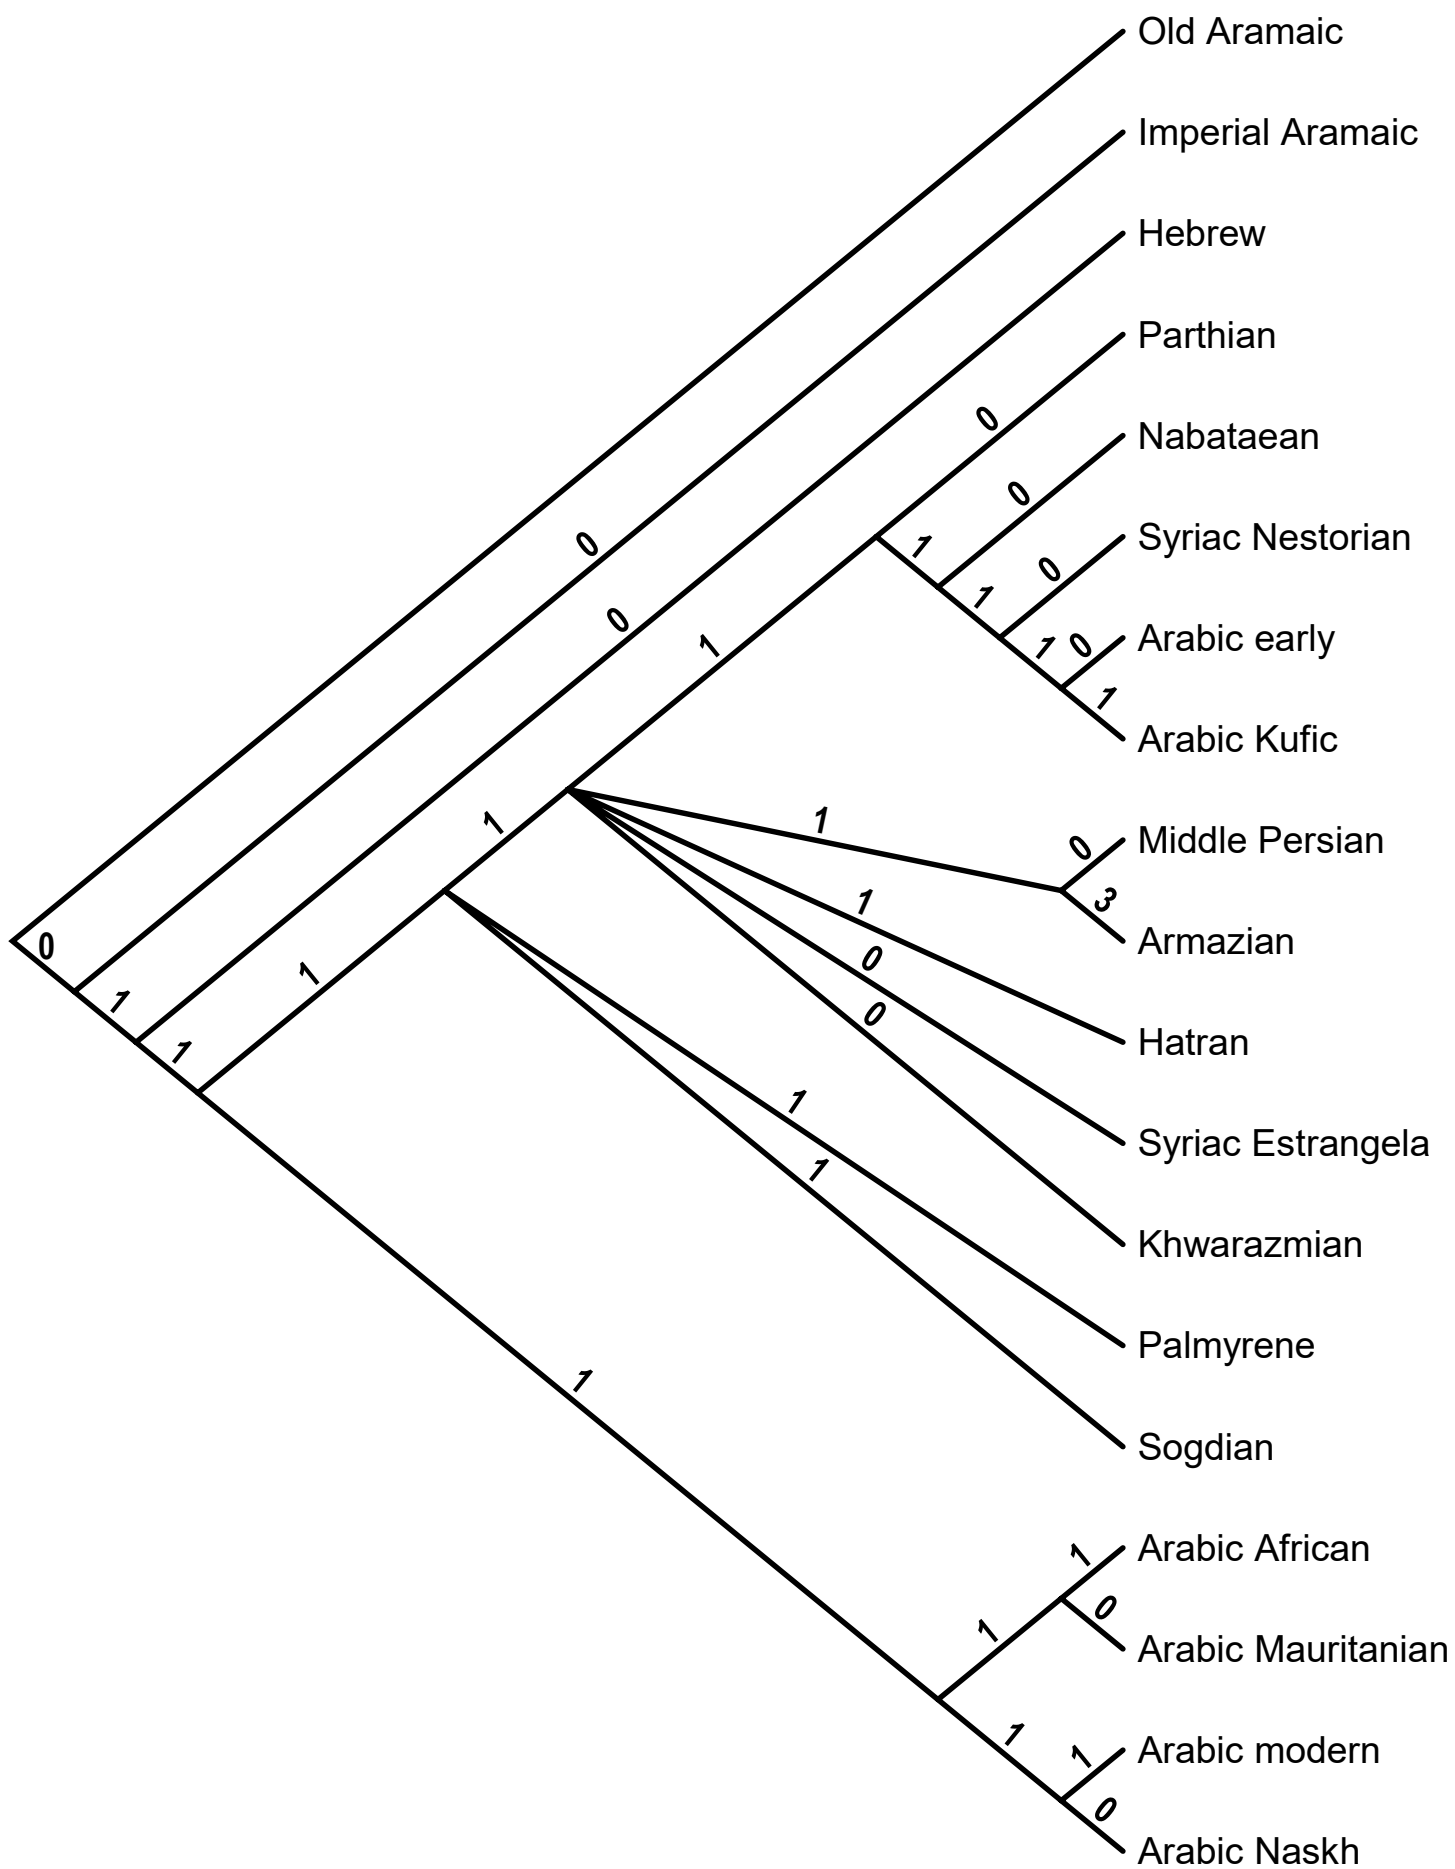 Old Aramaic
Imperial Aramaic
Hebrew
Parthian
0
Nabataean
0
Syriac Nestorian
0
1
0
Arabic early
1
0
1
0
1
1
Arabic Kufic
1
1
Middle Persian
0
1
3
Armazian
0
1
0
1
1
0
Hatran
1
Syriac Estrangela
1
1
Khwarazmian
Palmyrene
1
Sogdian
1
Arabic African
0
1
Arabic Mauritanian
1
1
Arabic modern
0
Arabic Naskh